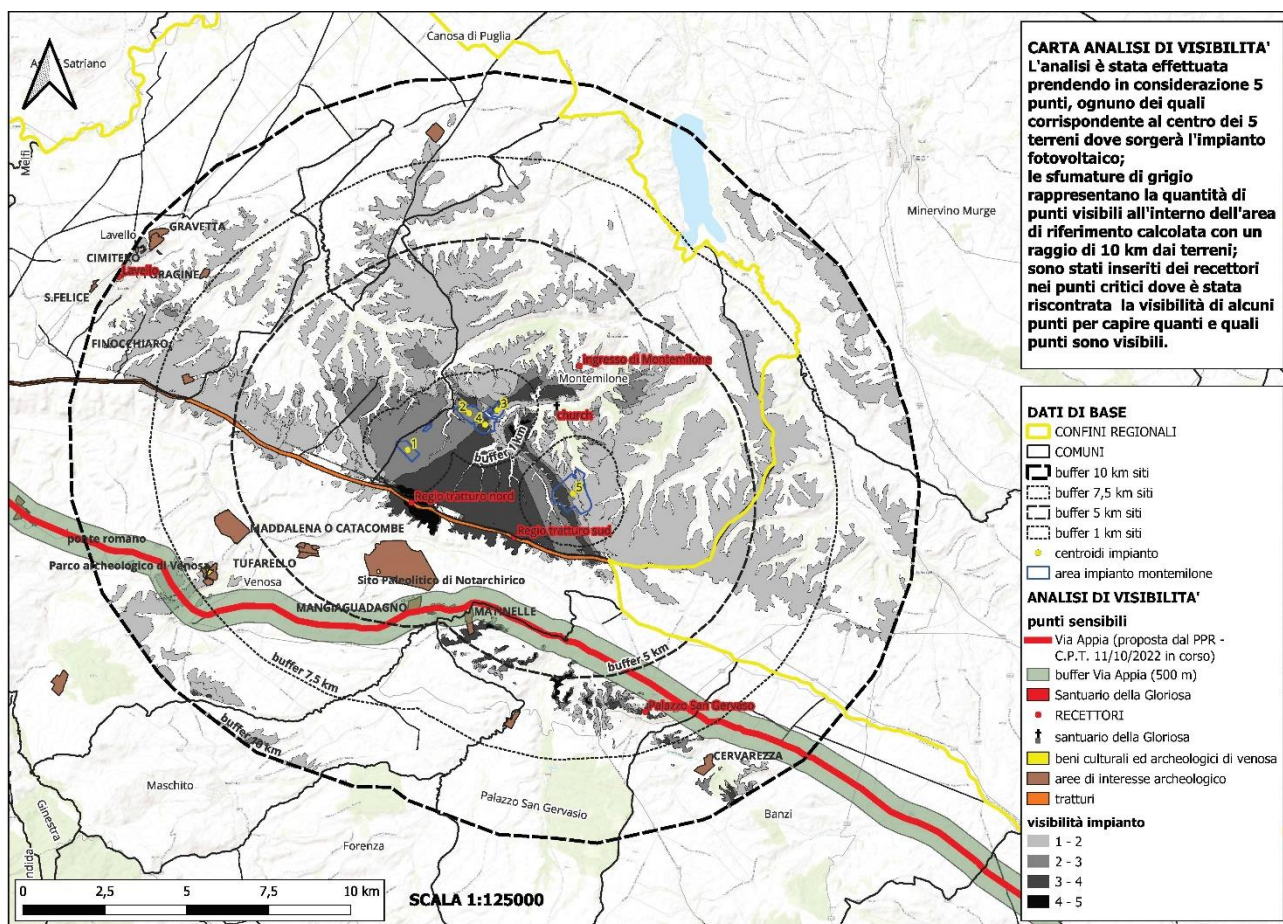 Canosa di Puglia
Satriano
Melfi
Minervino Murge
Lavello
GRAVETTA
CIMITERO
Lavello
S.FELICE
FINOCCHIARO
ingresso di Montemilone
Montemilone
church
2
3
4
1
5
buffer 1km
Regio tratturo nord
Regio tratturo sud
MADDALENA O CATACOMBE
ponte romano
TUFARELLO
Parco archeologico di Venosa
Venosa
Sito Paleolitico di Notarchirico
MANGIAGUADAGNO
MATINELLE
buffer 5 km
buffer 7,5 km
buffer 10 km
Palazzo San Gervaso
CERVAREZZA
Maschito
Palazzo San Gervasio
Banzi
Ginestra
Forenza
0 2,5 5 7,5 10 km
SCALA 1:125000
CARTA ANALISI DI VISIBILITA'
L'analisi è stata effettuata
prendendo in considerazione 5
punti, ognuno dei quali
corrispondente al centro dei 5
terreni dove sorgerà l'impianto
fotovoltaico;
le sfumature di grigio
rappresentano la quantità di
punti visibili all'interno dell'area
di riferimento calcolata con un
raggio di 10 km dai terreni;
sono stati inseriti dei recettori
nei punti critici dove è stata
riscontrata la visibilità di alcuni
punti per capire quanti e quali
punti sono visibili.
DATI DI BASE
CONFINI REGIONALI
COMUNI
buffer 10 km siti
buffer 7,5 km siti
buffer 5 km siti
buffer 1 km siti
centroidi impianto
area impianto montemilone
ANALISI DI VISIBILITA'
punti sensibili
Via Appia (proposta dal PPR -
C.P.T. 11/10/2022 in corso)
buffer Via Appia (500 m)
Santuario della Gloriosa
RECETTORI
santuario della Gloriosa
beni culturali ed archeologici di venosa
aree di interesse archeologico
tratturi
visibilità impianto
1 - 2
2 - 3
3 - 4
4 - 5